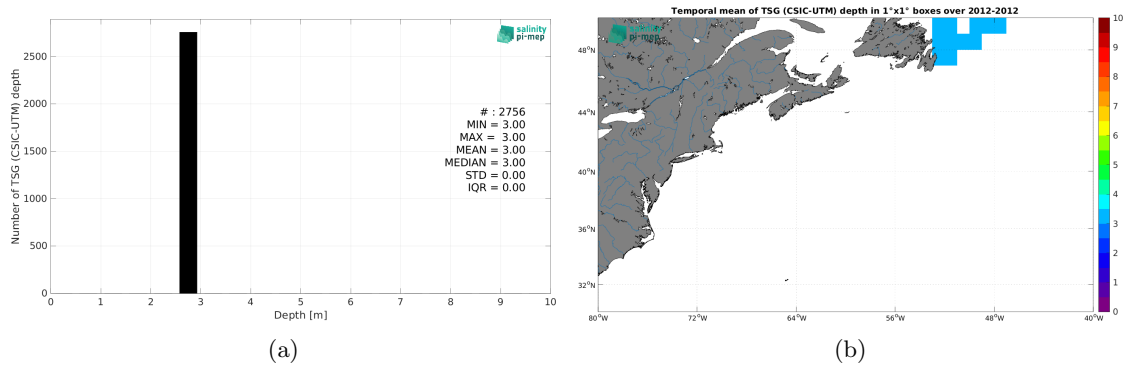 salinity
pi-mep
Number of TSG (CSIC-UTM) depth
2500
2000
1500
1000
500
0
# : 2756
MIN = 3.00
MAX = 3.00
MEAN = 3.00
MEDIAN = 3.00
STD = 0.00
IQR = 0.00
0 1 2 3 4 5 6 7 8 9 10
Depth [m]
(a)
Temporal mean of TSG (CSIC-UTM) depth in 1°x1° boxes over 2012-2012
salinity
pi-mep
48°N
44°N
40°N
36°N
32°N
80°W 72°W 64°W 56°W 48°W 40°W
10
9
8
7
6
5
4
3
2
1
0
(b)